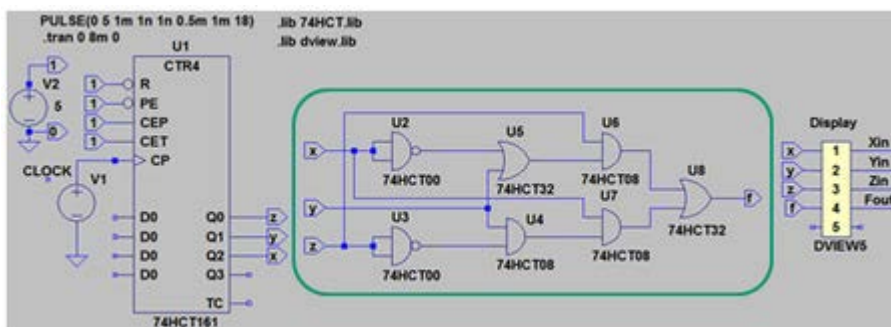 PULSE(0 5 1m 1n 1n 0.5m 1m 18)
.tran 0 8m 0
.lib 74HCT.lib
.lib dview.lib
U1
CTR4
1
V2
5
0
1 R
1 PE
1 CEP
1 CET
CP
CLOCK
V1
D0 Q0 z
D0 Q1 y
D0 Q2 x
D0 Q3
TC
74HCT161
x
y
z
U2
74HCT00
U3
74HCT00
U5
74HCT32
U4
74HCT08
U6
74HCT08
U7
74HCT08
U8
74HCT32
f
Display
x 1 Xin
y 2 Yin
z 3 Zin
f 4 Fout
5
DVIEW5